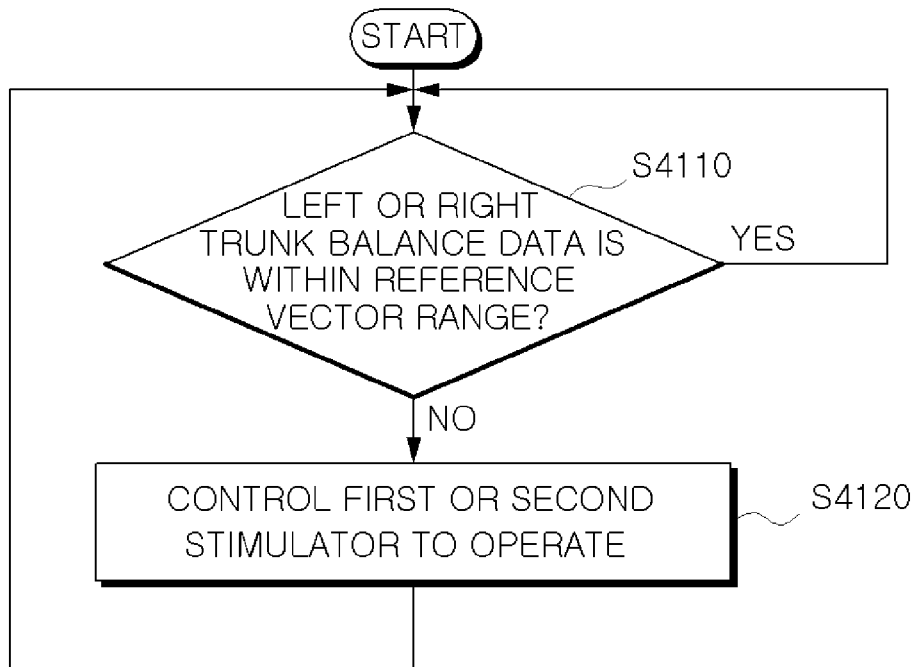 START
S4110
LEFT OR RIGHT
TRUNK BALANCE DATA IS
WITHIN REFERENCE
VECTOR RANGE?
YES
NO
CONTROL FIRST OR SECOND
STIMULATOR TO OPERATE
S4120